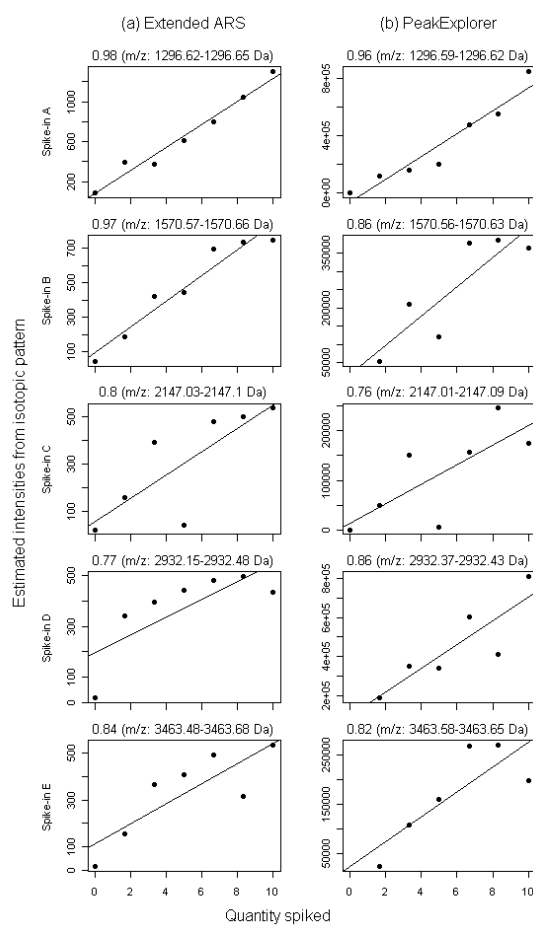 (a) Extended ARS
(b) PeakExplorer
0.98 (m/z: 1296.62-1296.65 Da)
0.96 (m/z: 1296.59-1296.62 Da)
Spike-in A
200
600
1000
0e+00
4e+05
8e+05
0.97 (m/z: 1570.57-1570.66 Da)
0.86 (m/z: 1570.56-1570.63 Da)
Spike-in B
100
300
500
700
50000
200000
350000
0.8 (m/z: 2147.03-2147.1 Da)
0.76 (m/z: 2147.01-2147.09 Da)
Spike-in C
100
300
500
0
100000
200000
0.77 (m/z: 2932.15-2932.48 Da)
0.86 (m/z: 2932.37-2932.43 Da)
Spike-in D
0
100
300
500
2e+05
4e+05
6e+05
8e+05
0.84 (m/z: 3463.48-3463.68 Da)
0.82 (m/z: 3463.58-3463.65 Da)
Spike-in E
0
100
300
500
50000
150000
250000
0 2 4 6 8 10
0 2 4 6 8 10
Estimated intensities from isotopic pattern
Quantity spiked